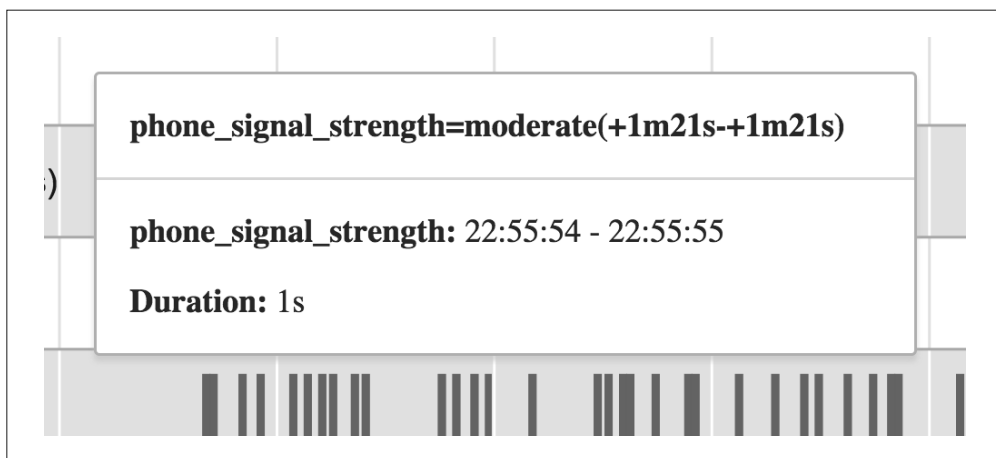 phone_signal_strength=moderate(+1m21s-+1m21s)
s)
phone_signal_strength: 22:55:54 - 22:55:55
Duration: 1s